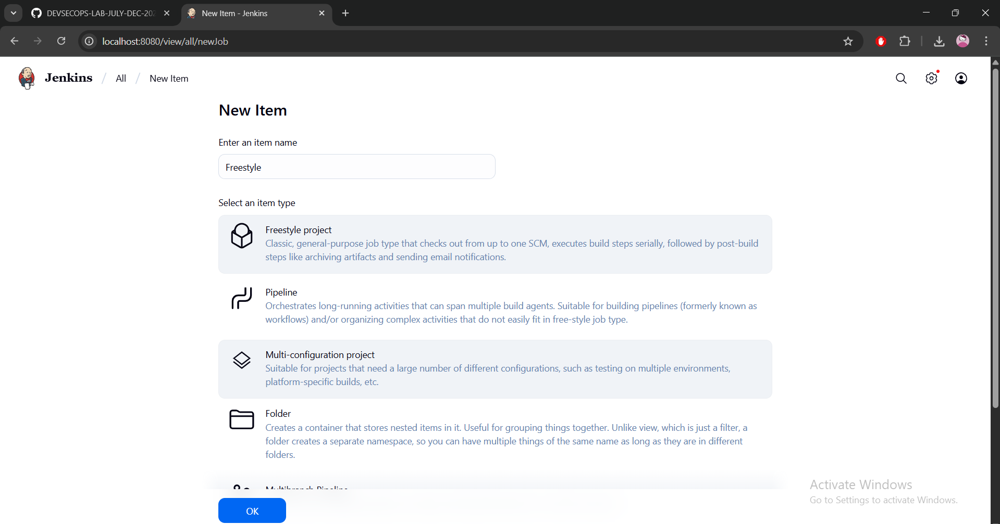 DEVSECOPS-LAB-JULY-DEC-202
New Item - Jenkins
localhost:8080/view/all/newJob
Jenkins / All / New Item
New Item
Enter an item name
Freestyle
Select an item type
Freestyle project
Classic, general-purpose job type that checks out from up to one SCM, executes build steps serially, followed by post-build
steps like archiving artifacts and sending email notifications.
Pipeline
Orchestrates long-running activities that can span multiple build agents. Suitable for building pipelines (formerly known as
workflows) and/or organizing complex activities that do not easily fit in free-style job type.
Multi-configuration project
Suitable for projects that need a large number of different configurations, such as testing on multiple environments,
platform-specific builds, etc.
Folder
Creates a container that stores nested items in it. Useful for grouping things together. Unlike view, which is just a filter, a
folder creates a separate namespace, so you can have multiple things of the same name as long as they are in different
folders.
Multibranch Pipeline
OK
Activate Windows
Go to Settings to activate Windows.